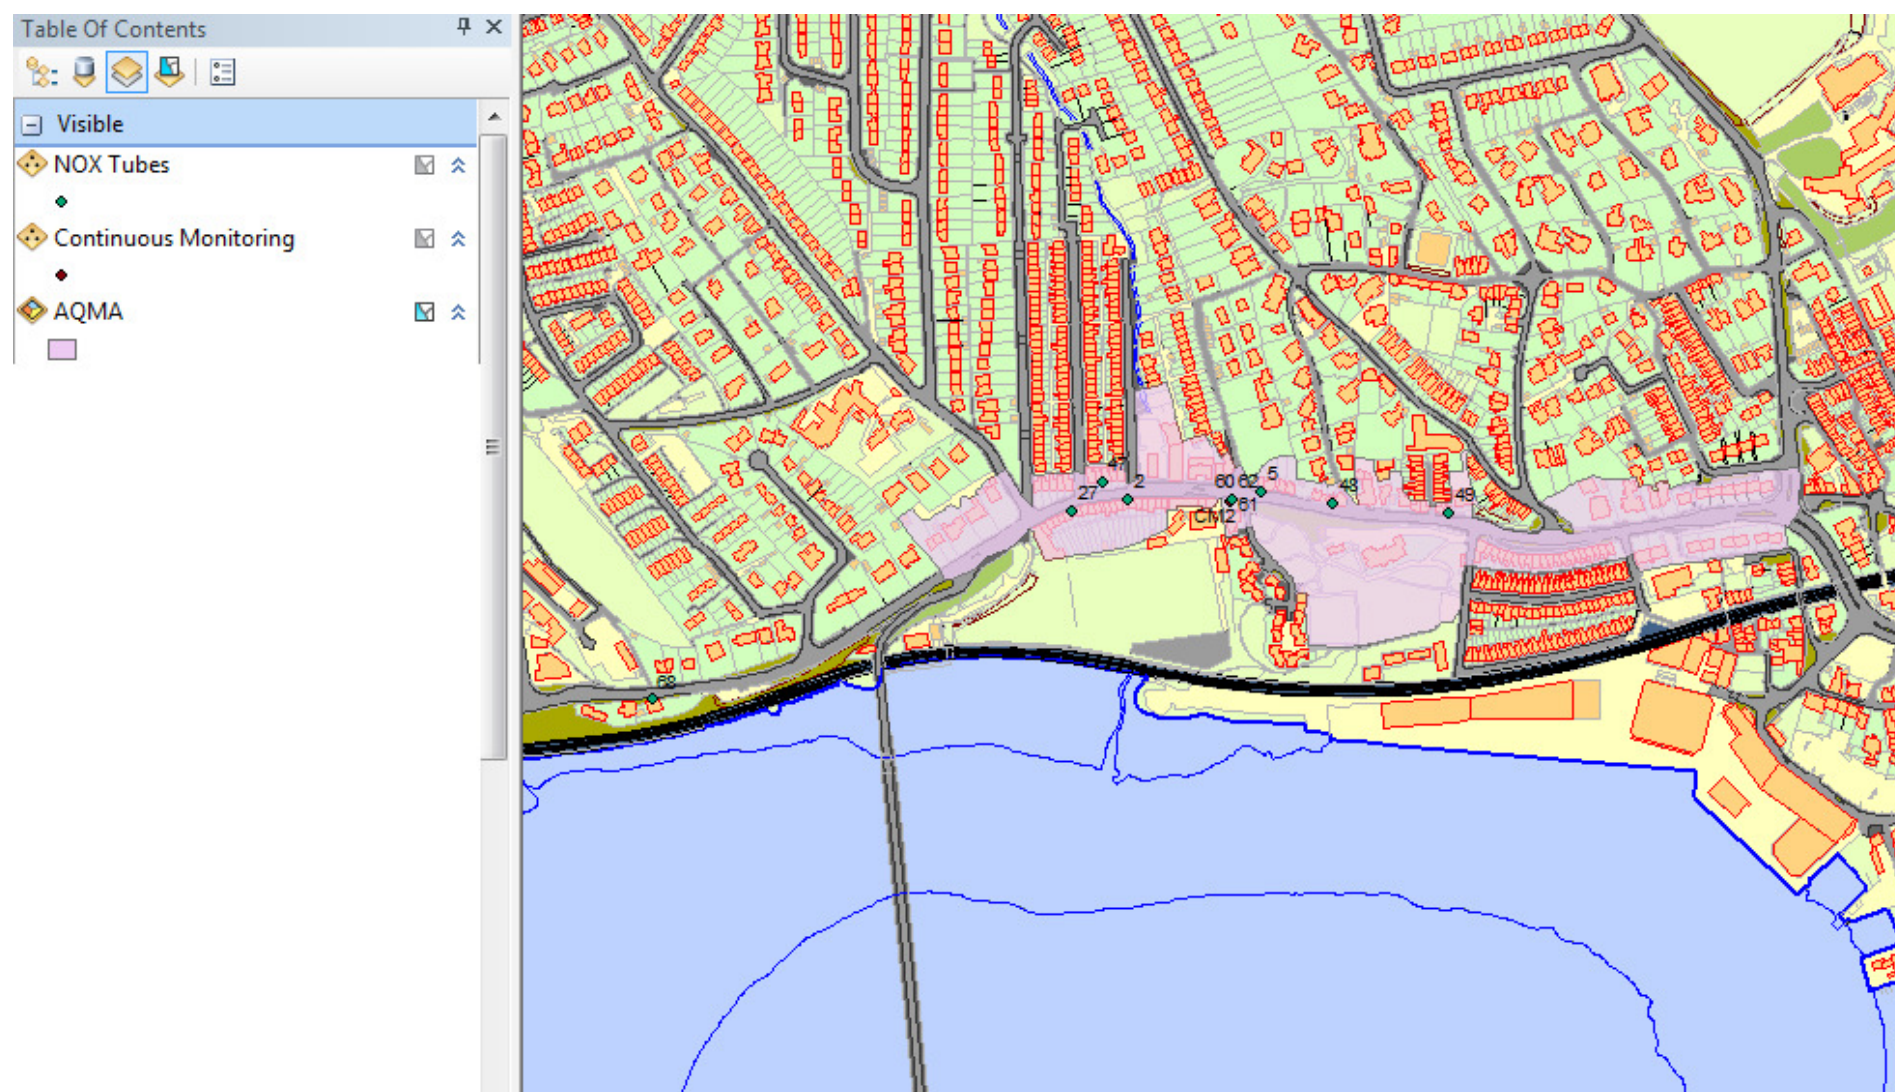 Table Of Contents
Visible
NOX Tubes
Continuous Monitoring
AQMA
47
2
27
60 62
5
61
CM2
48
49
68